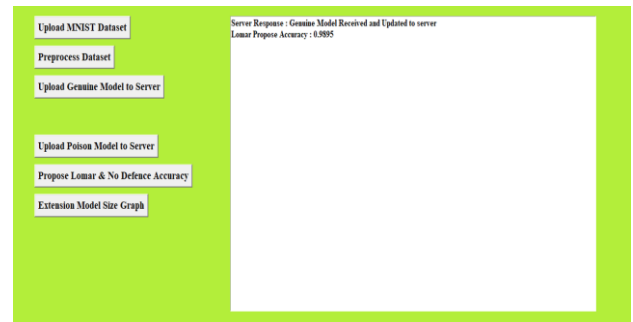 Upload MNIST Dataset
Preprocess Dataset
Upload Genuine Model to Server
Upload Poison Model to Server
Propose Lomar & No Defence Accuracy
Extension Model Size Graph
Server Response : Genuine Model Received and Updated to server
Lomar Propose Accuracy : 0.9895